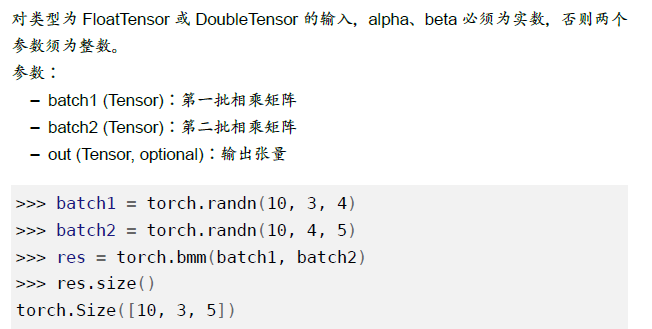 对类型为 FloatTensor 或 DoubleTensor 的输入，alpha、beta 必须为实数，否则两个
参数须为整数。
参数：
– batch1 (Tensor)：第一批相乘矩阵
– batch2 (Tensor)：第二批相乘矩阵
– out (Tensor, optional)：输出张量
>>> batch1 = torch.randn(10, 3, 4)
>>> batch2 = torch.randn(10, 4, 5)
>>> res = torch.bmm(batch1, batch2)
>>> res.size()
torch.Size([10, 3, 5])